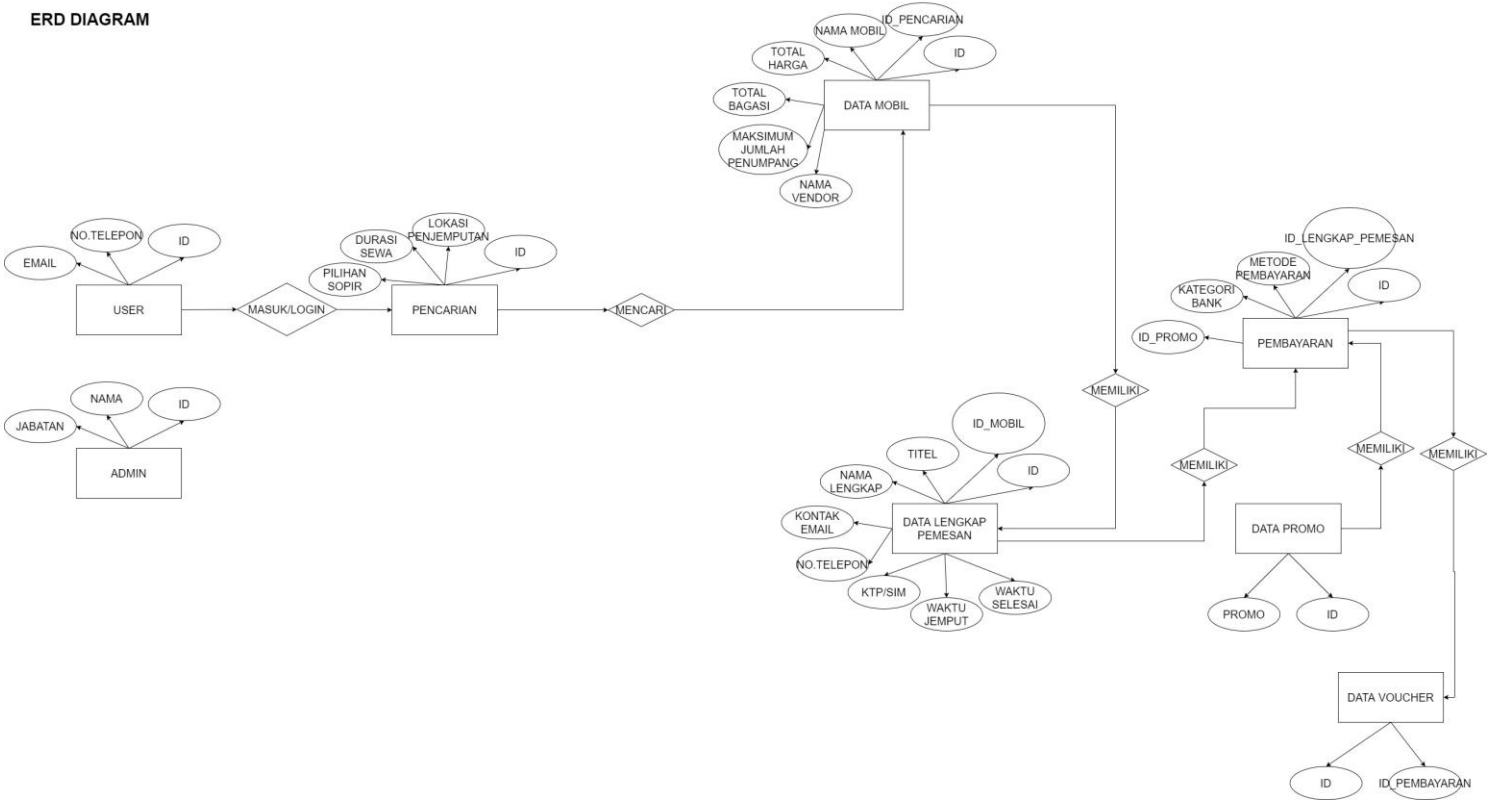 ERD DIAGRAM
ID_PENCARIAN
NAMA MOBIL
ID
TOTAL
HARGA
TOTAL
BAGASI
DATA MOBIL
MAKSIMUM
JUMLAH
PENUMPANG
NAMA
VENDOR
NO.TELEPON
ID
EMAIL
USER
MASUK/LOGIN
LOKASI
PENJEMPUTAN
DURASI
SEWA
ID
PILIHAN
SOPIR
PENCARIAN
MENCARI
ID_LENGKAP_PEMESAN
METODE
PEMBAYARAN
ID
KATEGORI
BANK
ID_PROMO
PEMBAYARAN
NAMA
ID
JABATAN
ADMIN
MEMILIKI
ID_MOBIL
TITEL
ID
NAMA
LENGKAP
KONTAK
EMAIL
DATA LENGKAP
PEMESAN
NO.TELEPON
KTP/SIM
WAKTU
JEMPUT
WAKTU
SELESAI
MEMILIKI
MEMILIKI
MEMILIKI
DATA PROMO
PROMO
ID
DATA VOUCHER
ID
ID_PEMBAYARAN